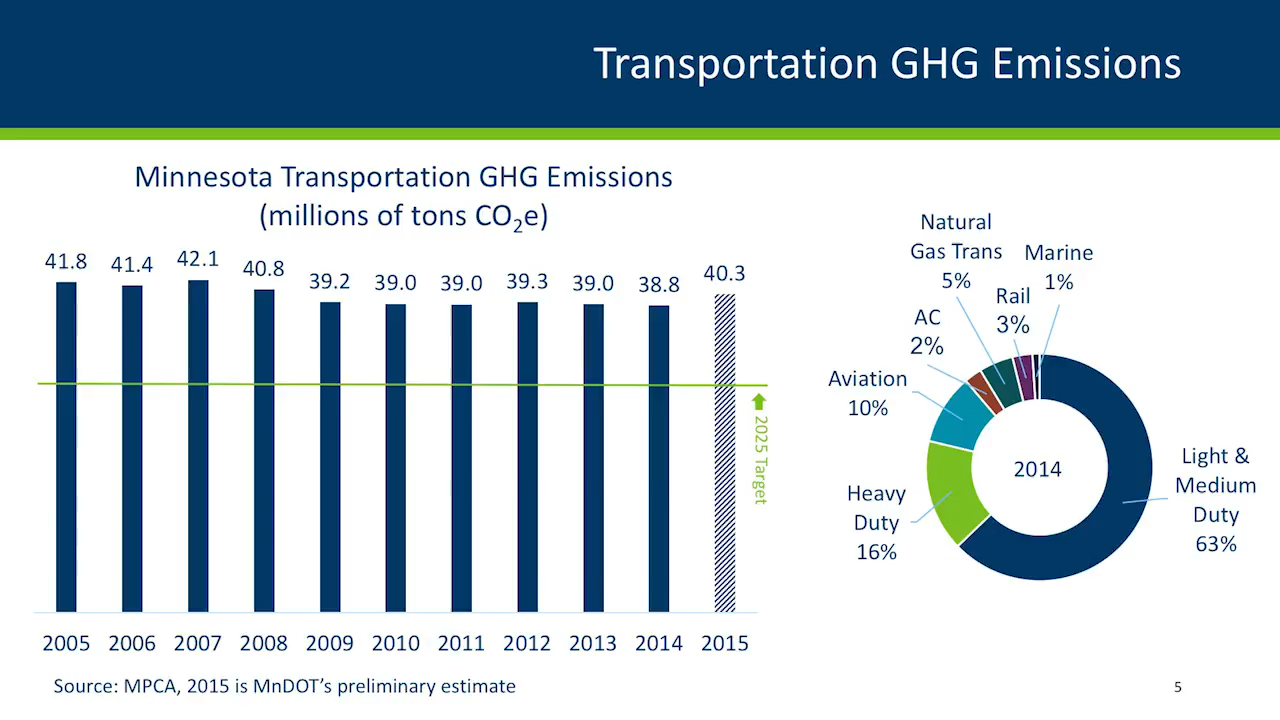 Transportation GHG Emissions
Minnesota Transportation GHG Emissions
(millions of tons CO₂e)
41.8
41.4
42.1
40.8
39.2
39.0
39.0
39.3
39.0
38.8
40.3
2025 Target
2005
2006
2007
2008
2009
2010
2011
2012
2013
2014
2015
Natural
Gas Trans
5%
Marine
1%
Rail
3%
AC
2%
Aviation
10%
Heavy
Duty
16%
2014
Light &
Medium
Duty
63%
Source: MPCA, 2015 is MnDOT’s preliminary estimate
5